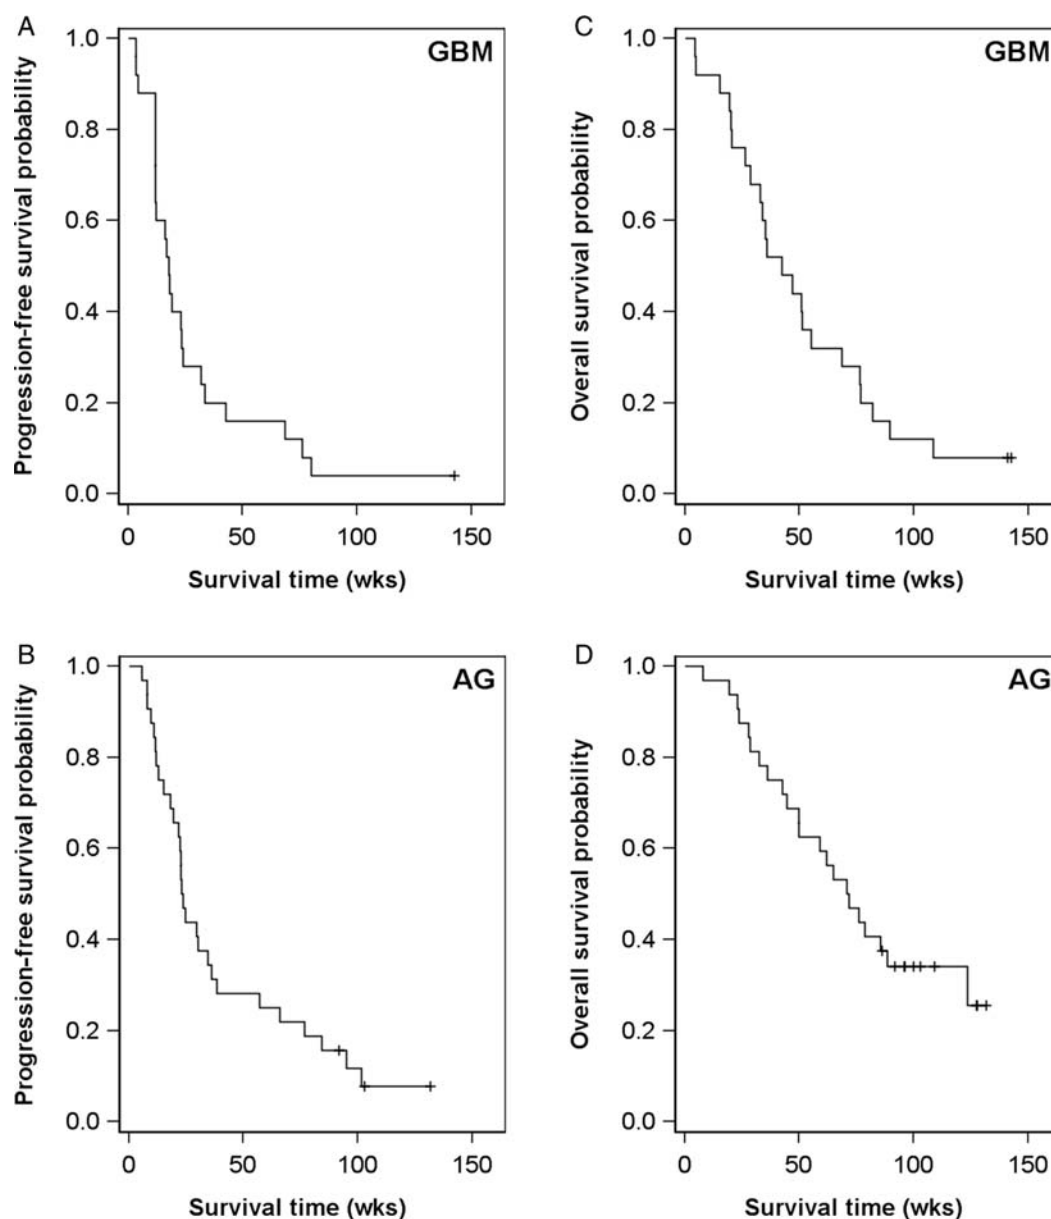 A
GBM
Progression-free survival probability
1.0
0.8
0.6
0.4
0.2
0.0
0 50 100 150
Survival time (wks)
C
GBM
Overall survival probability
1.0
0.8
0.6
0.4
0.2
0.0
0 50 100 150
Survival time (wks)
B
AG
Progression-free survival probability
1.0
0.8
0.6
0.4
0.2
0.0
0 50 100 150
Survival time (wks)
D
AG
Overall survival probability
1.0
0.8
0.6
0.4
0.2
0.0
0 50 100 150
Survival time (wks)